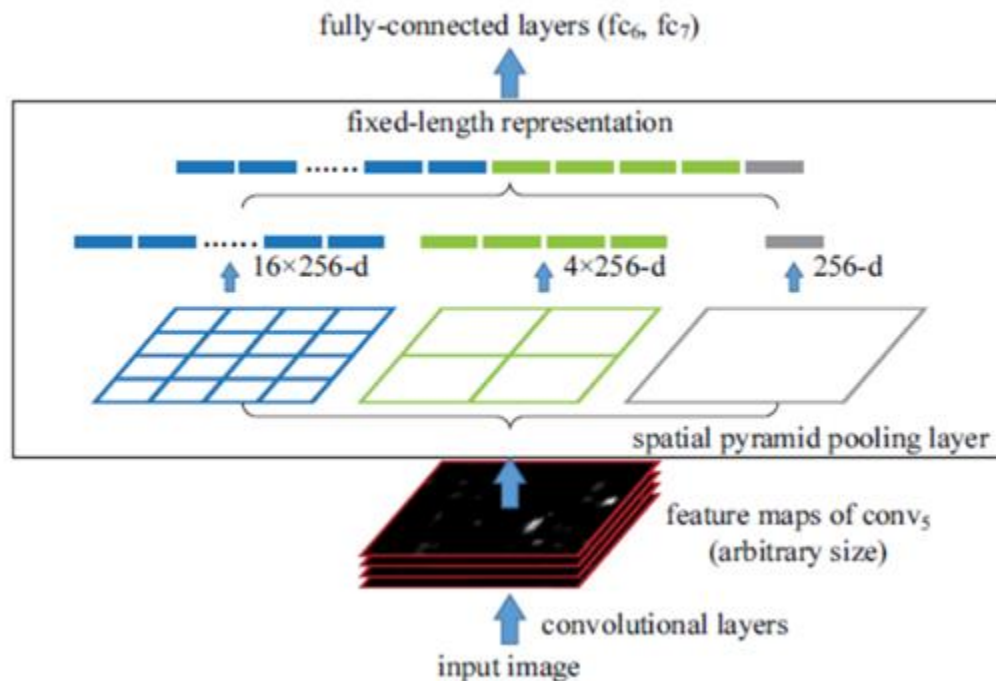 fully-connected layers (fc₆, fc₇)
fixed-length representation
......
......
16×256-d
4×256-d
256-d
spatial pyramid pooling layer
feature maps of conv₅
(arbitrary size)
convolutional layers
input image